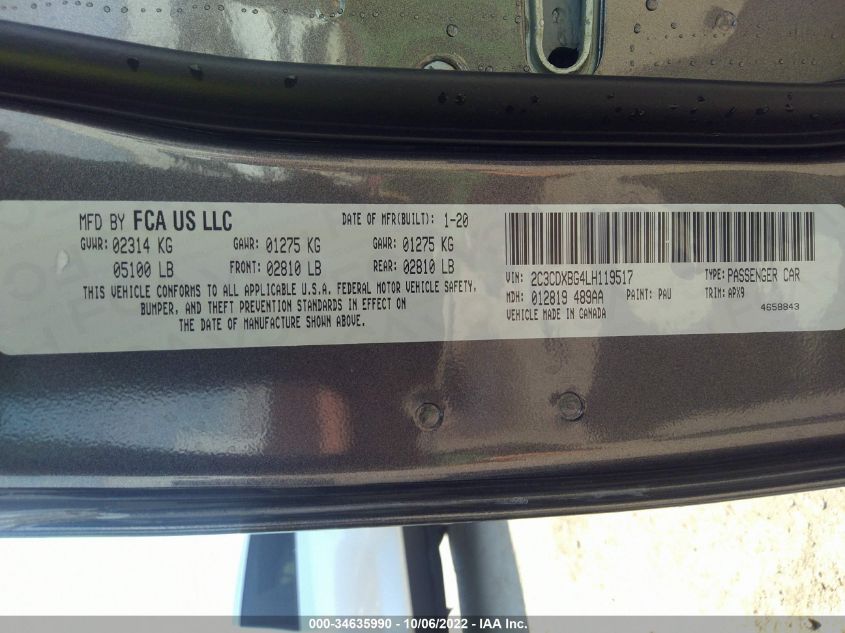 MFD BY FCA US LLC
DATE OF MFR(BUILT): 1-20
GVWR: 02314 KG
GAWR: 01275 KG
GAWR: 01275 KG
05100 LB
FRONT: 02810 LB
REAR: 02810 LB
THIS VEHICLE CONFORMS TO ALL APPLICABLE U.S.A. FEDERAL MOTOR VEHICLE SAFETY,
BUMPER, AND THEFT PREVENTION STANDARDS IN EFFECT ON
THE DATE OF MANUFACTURE SHOWN ABOVE.
VIN: 2C3CDXBG4LH119517
TYPE: PASSENGER CAR
MDH: 012819 489AA
PAINT: PAU
TRIM: APX9
VEHICLE MADE IN CANADA
4658843
000-34635990 - 10/06/2022 - IAA Inc.